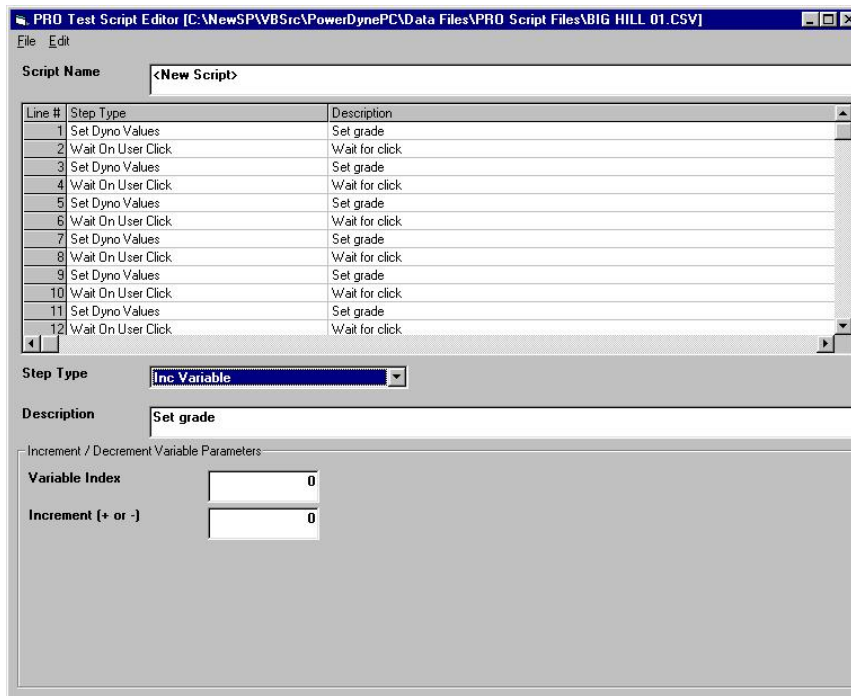 PRO Test Script Editor [C:\NewSP\VBSrc\PowerDynePC\Data Files\PRO Script Files\BIG HILL 01.CSV]
File Edit
Script Name <New Script>
Line # Step Type Description
1 Set Dyno Values Set grade
2 Wait On User Click Wait for click
3 Set Dyno Values Set grade
4 Wait On User Click Wait for click
5 Set Dyno Values Set grade
6 Wait On User Click Wait for click
7 Set Dyno Values Set grade
8 Wait On User Click Wait for click
9 Set Dyno Values Set grade
10 Wait On User Click Wait for click
11 Set Dyno Values Set grade
12 Wait On User Click Wait for click
Step Type Inc Variable
Description Set grade
Increment / Decrement Variable Parameters
Variable Index 0
Increment (+ or -) 0